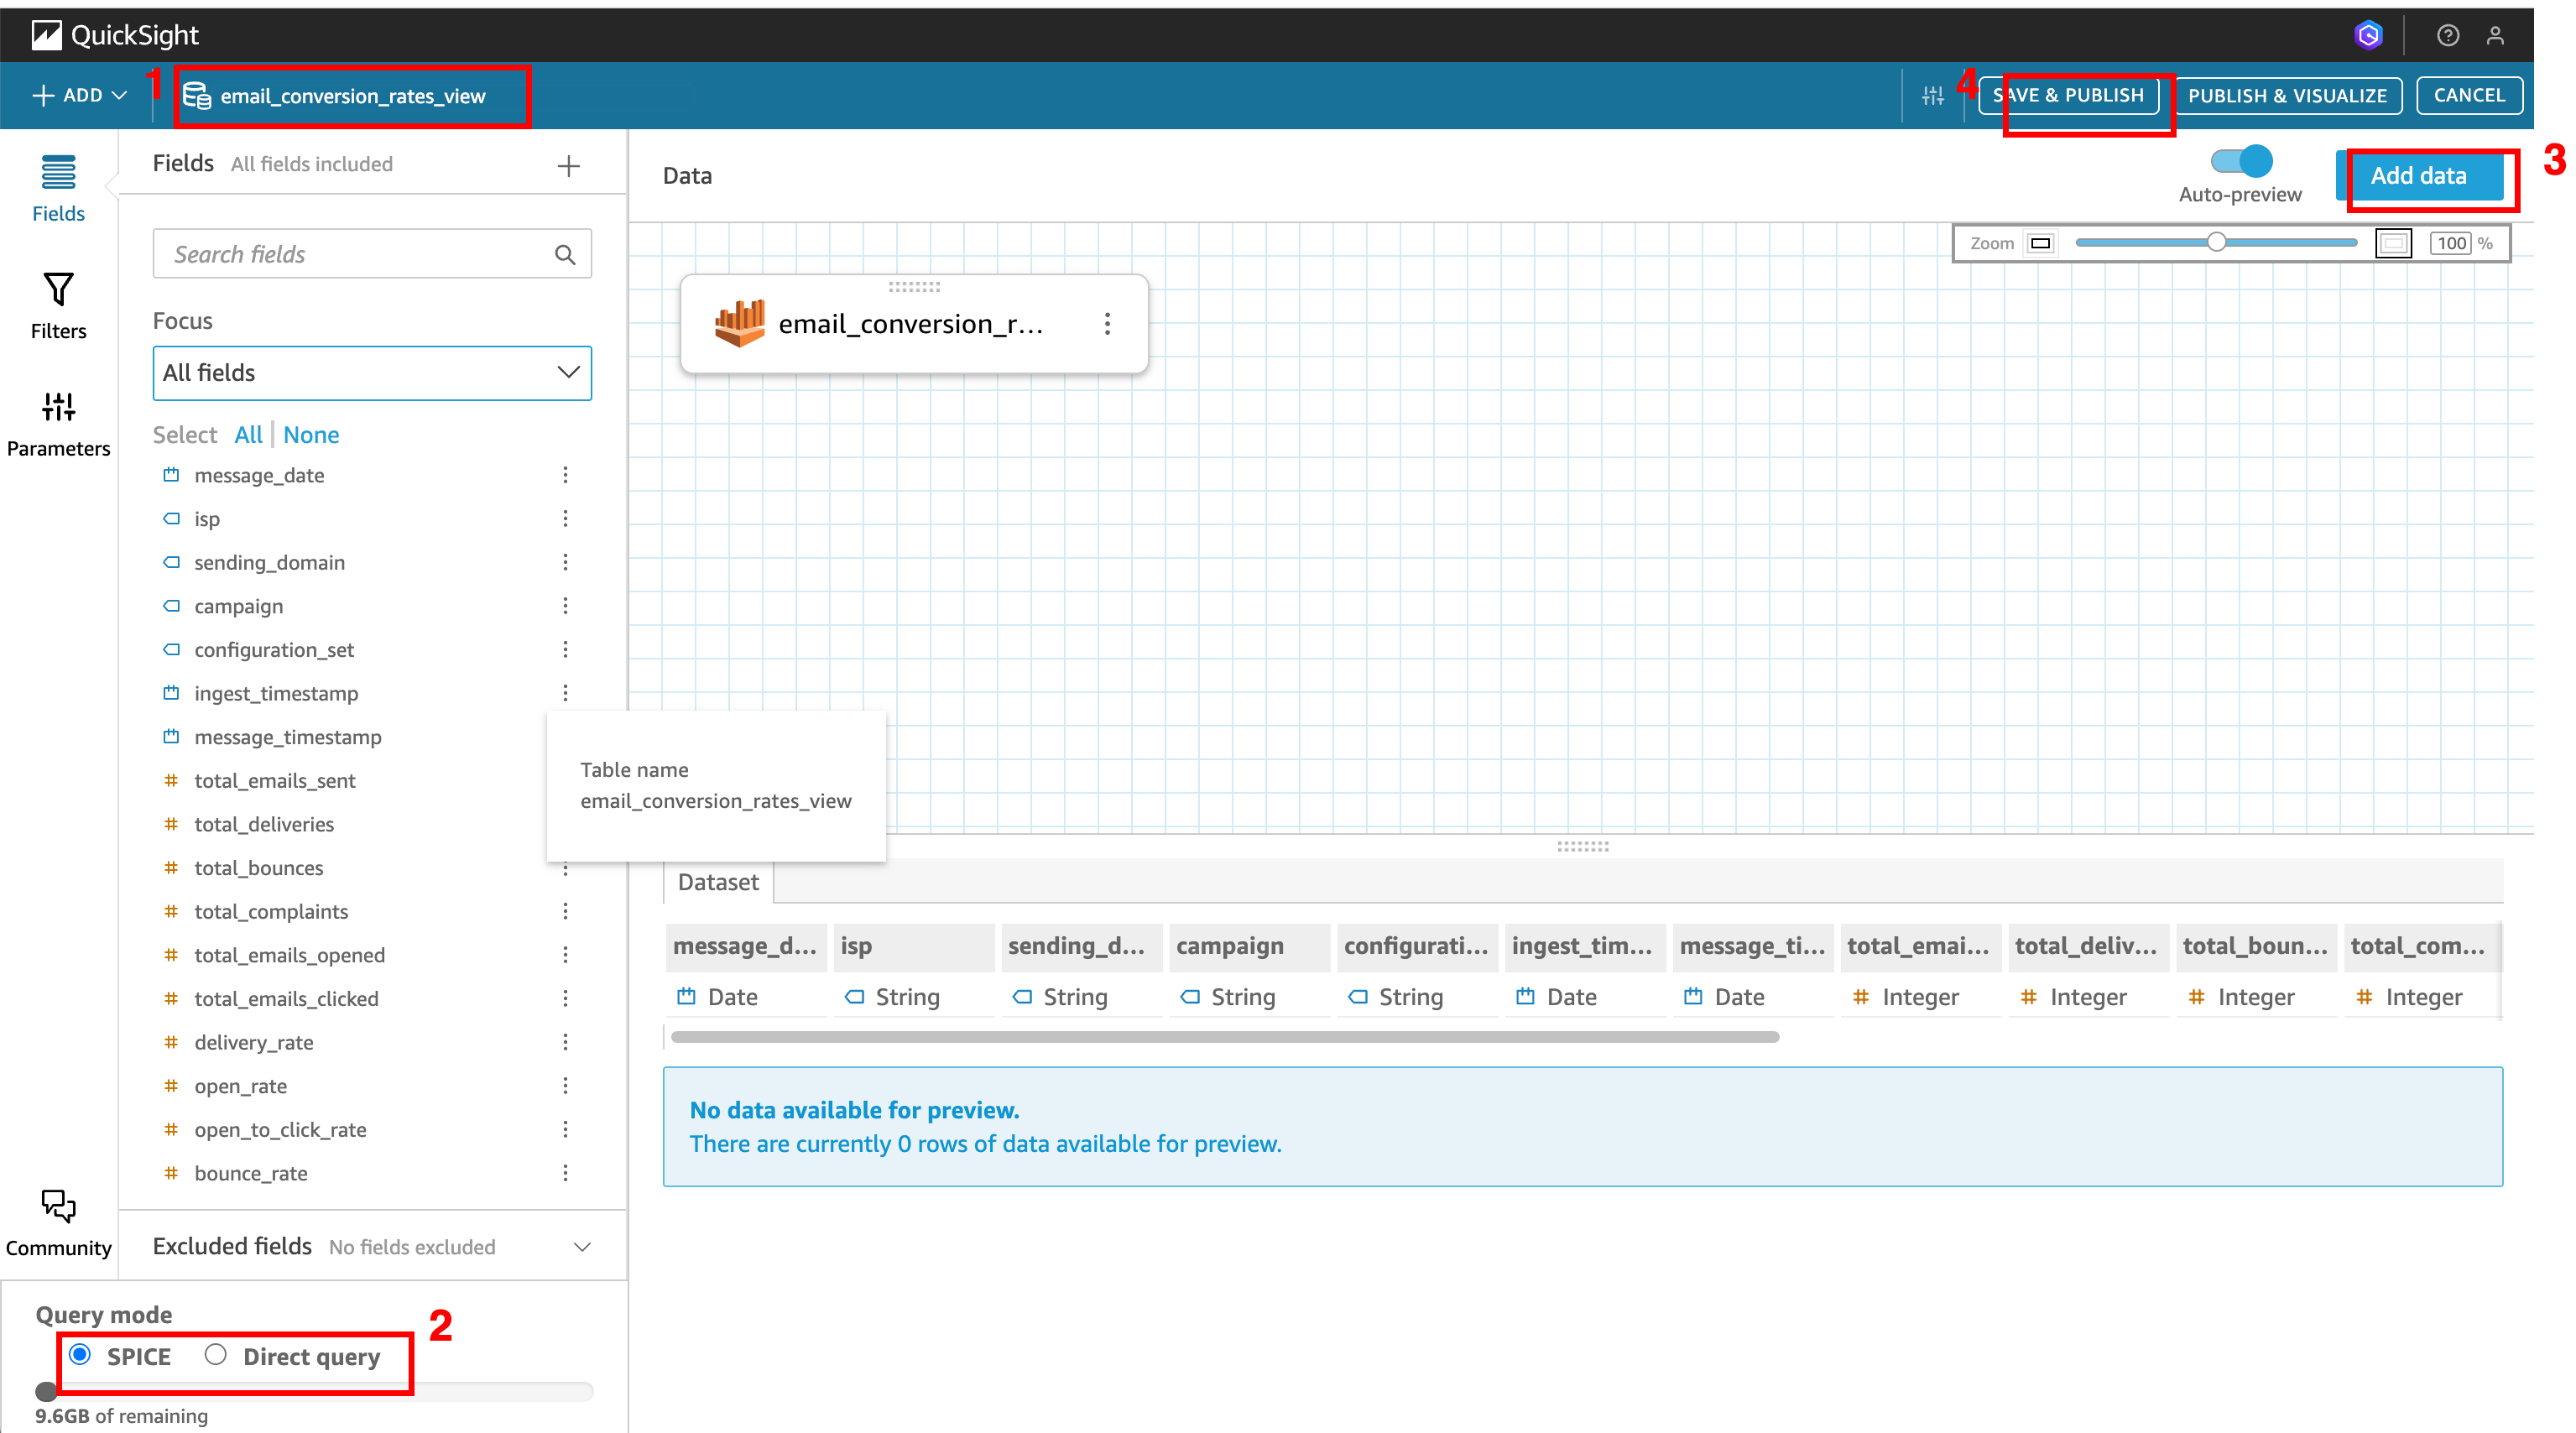 QuickSight
1
ADD
email_conversion_rates_view
4
SAVE & PUBLISH
PUBLISH & VISUALIZE
CANCEL
Fields
Filters
Parameters
Community
Fields All fields included
Search fields
Focus
All fields
Select All None
message_date
isp
sending_domain
campaign
configuration_set
ingest_timestamp
message_timestamp
total_emails_sent
total_deliveries
total_bounces
total_complaints
total_emails_opened
total_emails_clicked
delivery_rate
open_rate
open_to_click_rate
bounce_rate
Excluded fields No fields excluded
Query mode
2
SPICE Direct query
9.6GB of remaining
Data
Auto-preview
Add data
3
Zoom 100 %
email_conversion_r...
Table name
email_conversion_rates_view
Dataset
message_d... isp sending_d... campaign configurati... ingest_tim... message_ti... total_emai... total_deliv... total_boun... total_com...
Date String String String String Date Date # Integer # Integer # Integer # Integer
No data available for preview.
There are currently 0 rows of data available for preview.